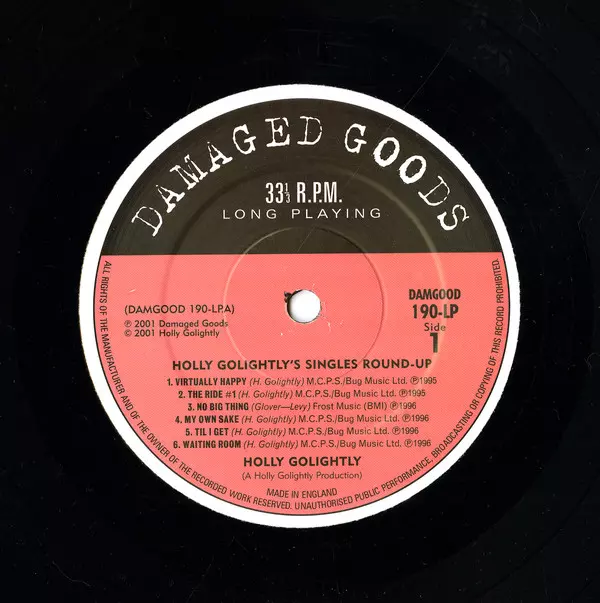 DAMAGED GOODS
33⅓ R.P.M.
LONG PLAYING
(DAMGOOD 190-LP.A)
℗ 2001 Damaged Goods
© 2001 Holly Golightly
DAMGOOD
190-LP
Side
1
HOLLY GOLIGHTLY'S SINGLES ROUND-UP
1. VIRTUALLY HAPPY (H. Golightly) M.C.P.S./Bug Music Ltd. ℗1995
2. THE RIDE #1 (H. Golightly) M.C.P.S./Bug Music Ltd. ℗1995
3. NO BIG THING (Glover—Levy) Frost Music (BMI) ℗1996
4. MY OWN SAKE (H. Golightly) M.C.P.S./Bug Music Ltd. ℗1996
5. TIL I GET (H. Golightly) M.C.P.S./Bug Music Ltd. ℗1996
6. WAITING ROOM (H. Golightly) M.C.P.S./Bug Music Ltd. ℗1996
HOLLY GOLIGHTLY
(A Holly Golightly Production)
MADE IN ENGLAND
ALL RIGHTS OF THE MANUFACTURER AND OF THE OWNER OF THE RECORDED WORK RESERVED. UNAUTHORISED PUBLIC PERFORMANCE, BROADCASTING OR COPYING OF THIS RECORD PROHIBITED.